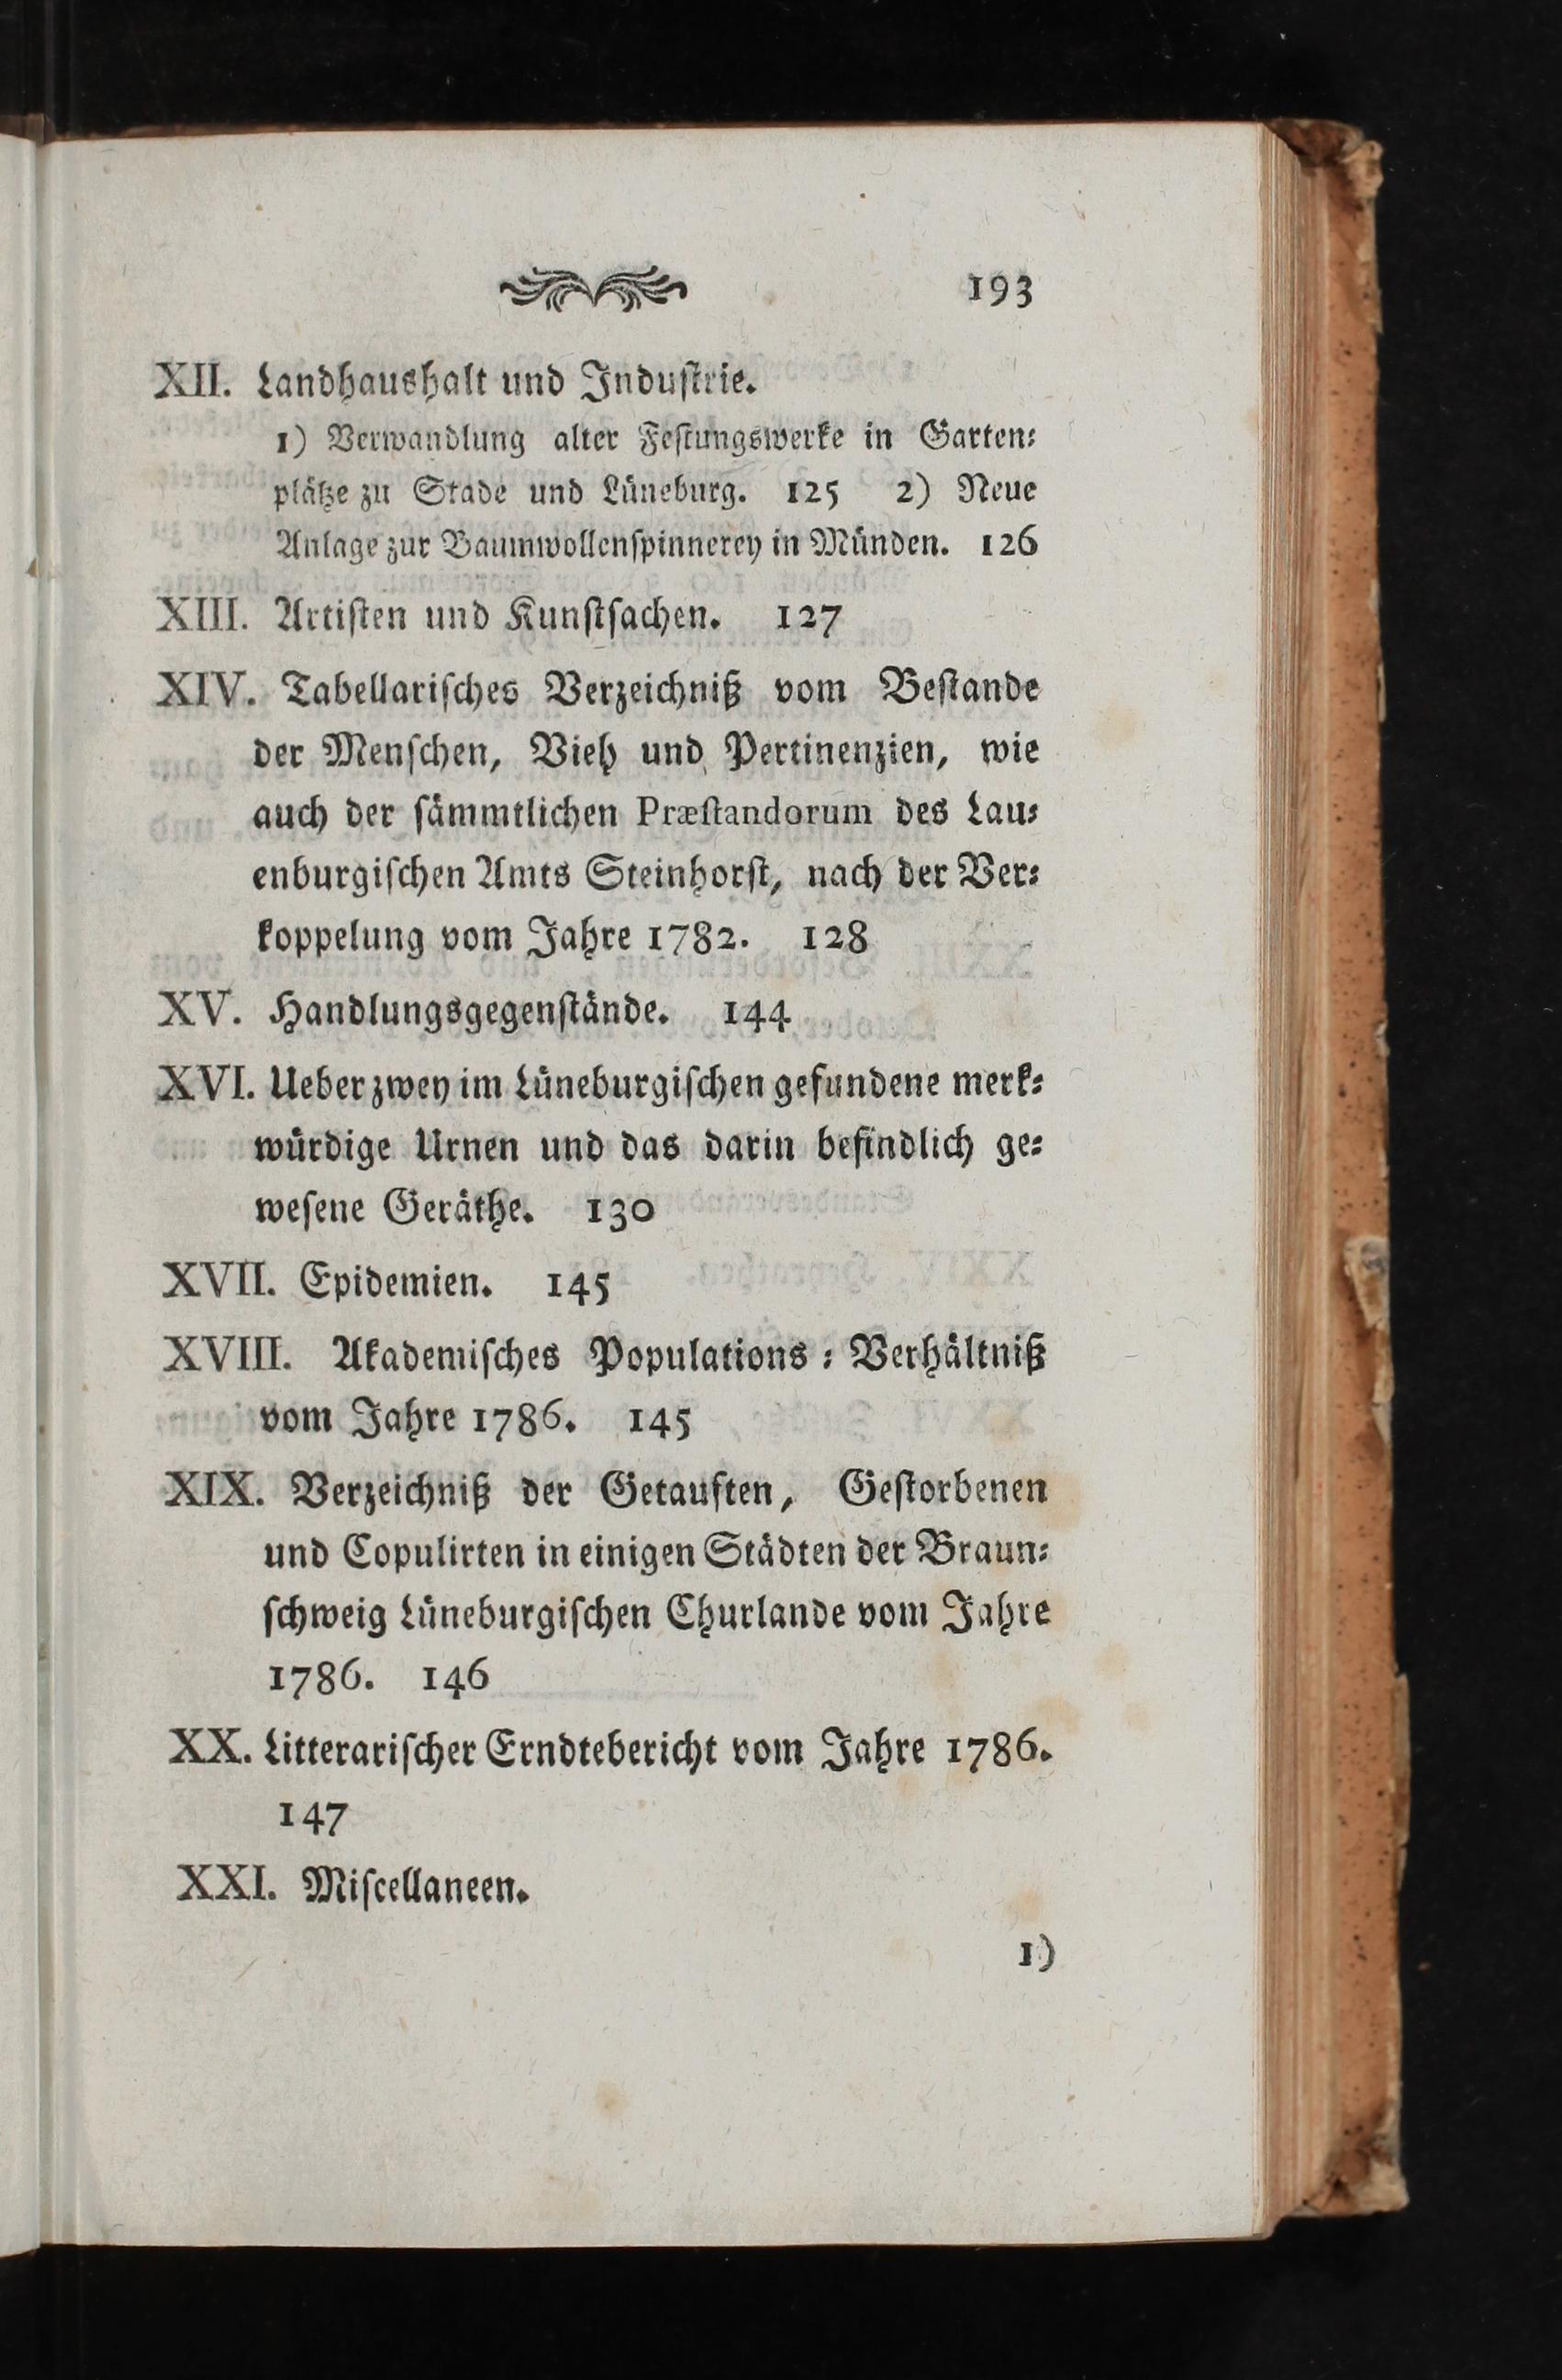 193
XII. Landhaushalt und Induſtrie.
1) Verwandlung alter Feſtungswerke in Garten⸗
plätze zu Stade und Lüneburg. 125 2) Neue
Anlage zur Baumwollenſpinnerey in Münden. 126
XIII. Artiſten und Kunſtſachen. 127
XIV. Tabellariſches Verzeichniß vom Beſtande
der Menſchen, Vieh und Pertinenzien, wie
auch der ſämmtlichen Præſtandorum des Lau⸗
enburgiſchen Amts Steinhorſt, nach der Ver⸗
koppelung vom Jahre 1782. 128
XV. Handlungsgegenſtände. 144
XVI. Ueber zwey im Lüneburgiſchen gefundene merk⸗
würdige Urnen und das darin befindlich ge⸗
weſene Geräthe. 130
XVII. Epidemien. 145
XVIII. Akademiſches Populations⸗Verhältniß
vom Jahre 1786. 145
XIX. Verzeichniß der Getauften, Geſtorbenen
und Copulirten in einigen Städten der Braun⸗
ſchweig Lüneburgiſchen Churlande vom Jahre
1786. 146
XX. Litterariſcher Erndtebericht vom Jahre 1786.
147
XXI. Miſcellaneen.
1)